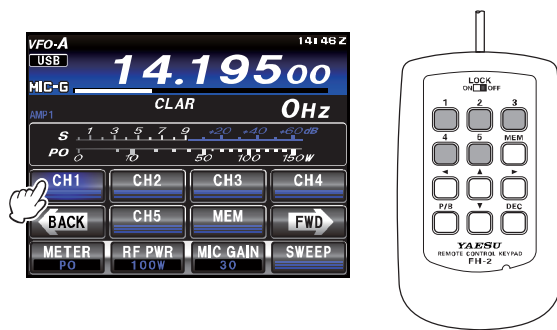 VFO-A
14:46Z
USB
14.19500
MIC-G
CLAR
0Hz
AMP1
S 1 3 5 7 9 +20 +40 +60dB
PO 0 10 50 100 150W
CH1 CH2 CH3 CH4
BACK CH5 MEM FWD
METER RF PWR MIC GAIN SWEEP
PO 100W 30
LOCK
ON OFF
1 2 3
4 5 MEM
◄ ▲ ►
P/B ▼ DEC
YAESU
REMOTE CONTROL KEYPAD
FH-2